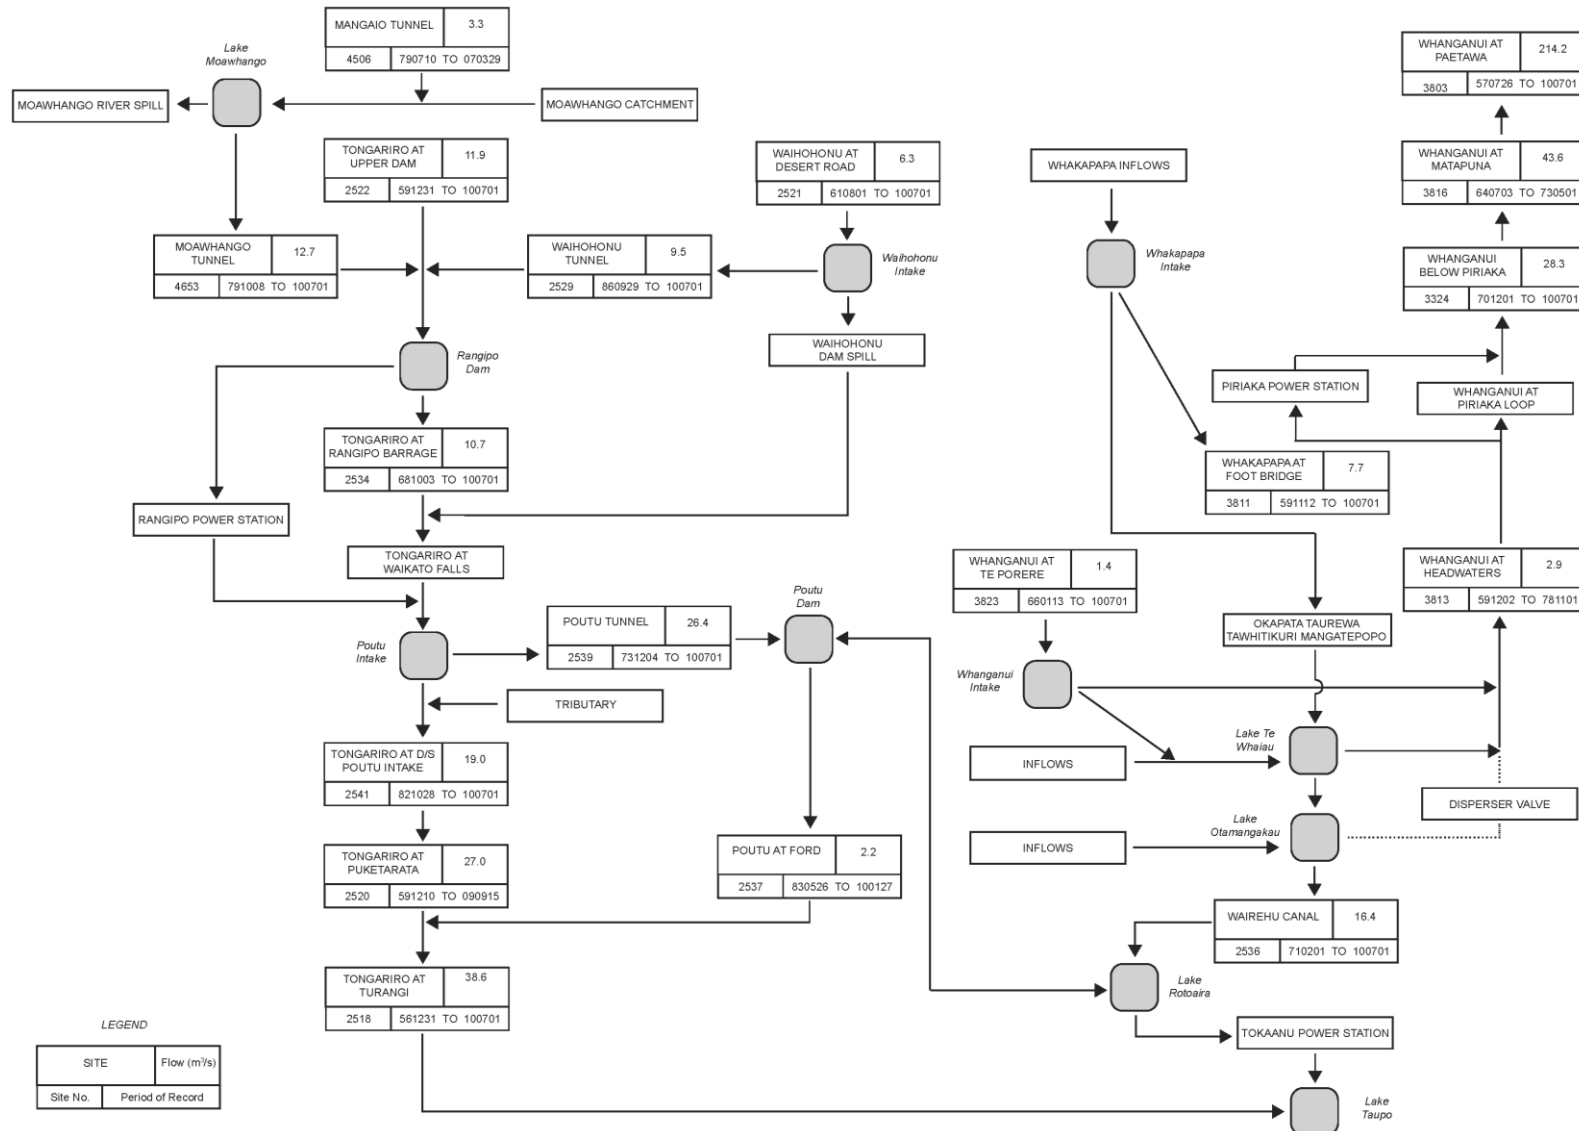 MANGAIO TUNNEL 3.3
4506 790710 TO 070329
Lake
Moawhango
MOAWHANGO RIVER SPILL
MOAWHANGO CATCHMENT
TONGARIRO AT
UPPER DAM
11.9
2522 591231 TO 100701
WAIHOHONU AT
DESERT ROAD
6.3
2521 610801 TO 100701
MOAWHANGO
TUNNEL
12.7
4653 791008 TO 100701
WAIHOHONU
TUNNEL
9.5
2529 860929 TO 100701
Waihohonu
Intake
WAIHOHONU
DAM SPILL
Rangipo
Dam
TONGARIRO AT
RANGIPO BARRAGE
10.7
2534 681003 TO 100701
RANGIPO POWER STATION
TONGARIRO AT
WAIKATO FALLS
Poutu
Intake
POUTU TUNNEL 26.4
2539 731204 TO 100701
Poutu
Dam
TRIBUTARY
TONGARIRO AT D/S
POUTU INTAKE
19.0
2541 821028 TO 100701
TONGARIRO AT
PUKETARATA
27.0
2520 591210 TO 090915
POUTU AT FORD 2.2
2537 830526 TO 100127
TONGARIRO AT
TURANGI
38.6
2518 561231 TO 100701
WHANGANUI AT
PAETAWA
214.2
3803 570726 TO 100701
WHANGANUI AT
MATAPUNA
43.6
3816 640703 TO 730501
WHANGANUI
BELOW PIRIAKA
28.3
3324 701201 TO 100701
WHAKAPAPA INFLOWS
Whakapapa
Intake
PIRIAKA POWER STATION
WHANGANUI AT
PIRIAKA LOOP
WHAKAPAPA AT
FOOT BRIDGE
7.7
3811 591112 TO 100701
WHANGANUI AT
HEADWATERS
2.9
3813 591202 TO 781101
WHANGANUI AT
TE PORERE
1.4
3823 660113 TO 100701
OKAPATA TAUREWA
TAWHITIKURI MANGATEPOPO
Whanganui
Intake
Lake Te
Whaiau
INFLOWS
DISPERSER VALVE
Lake
Otamangakau
INFLOWS
WAIREHU CANAL 16.4
2536 710201 TO 100701
Lake
Rotoaira
TOKAANU POWER STATION
Lake
Taupo
LEGEND
SITE Flow (m³/s)
Site No. Period of Record